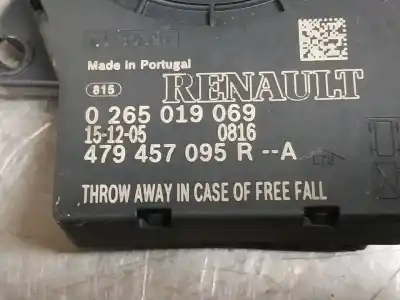 Made in Portugal
815 RENAULT
0 265 019 069
15-12-05 0816
479 457 095 R --A
THROW AWAY IN CASE OF FREE FALL